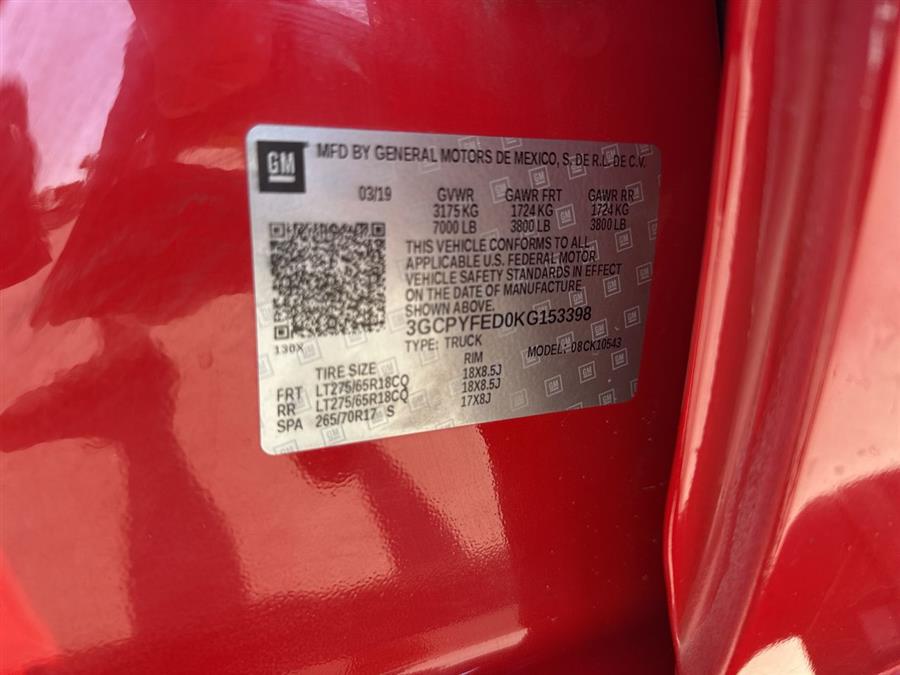 GM
MFD BY GENERAL MOTORS DE MEXICO, S. DE R.L. DE C.V.
03/19 GVWR GAWR FRT GAWR RR
3175 KG 1724 KG 1724 KG
7000 LB 3800 LB 3800 LB
THIS VEHICLE CONFORMS TO ALL
APPLICABLE U.S. FEDERAL MOTOR
VEHICLE SAFETY STANDARDS IN EFFECT
ON THE DATE OF MANUFACTURE
SHOWN ABOVE.
3GCPYFED0KG153398
130X TYPE: TRUCK MODEL: 08CK10543
TIRE SIZE RIM
FRT LT275/65R18CQ 18X8.5J
RR LT275/65R18CQ 18X8.5J
SPA 265/70R17 S 17X8J